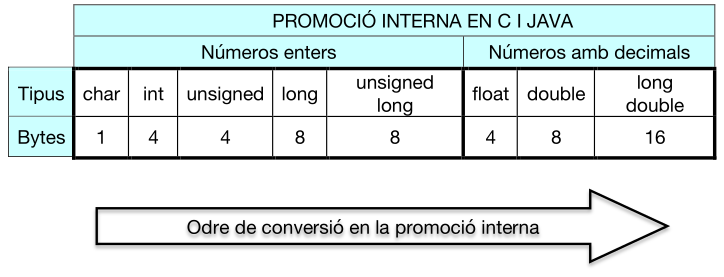 PROMOCIÓ INTERNA EN C I JAVA
Números enters Números amb decimals
Tipus char int unsigned long unsigned long float double long double
Bytes 1 4 4 8 8 4 8 16
Odre de conversió en la promoció interna